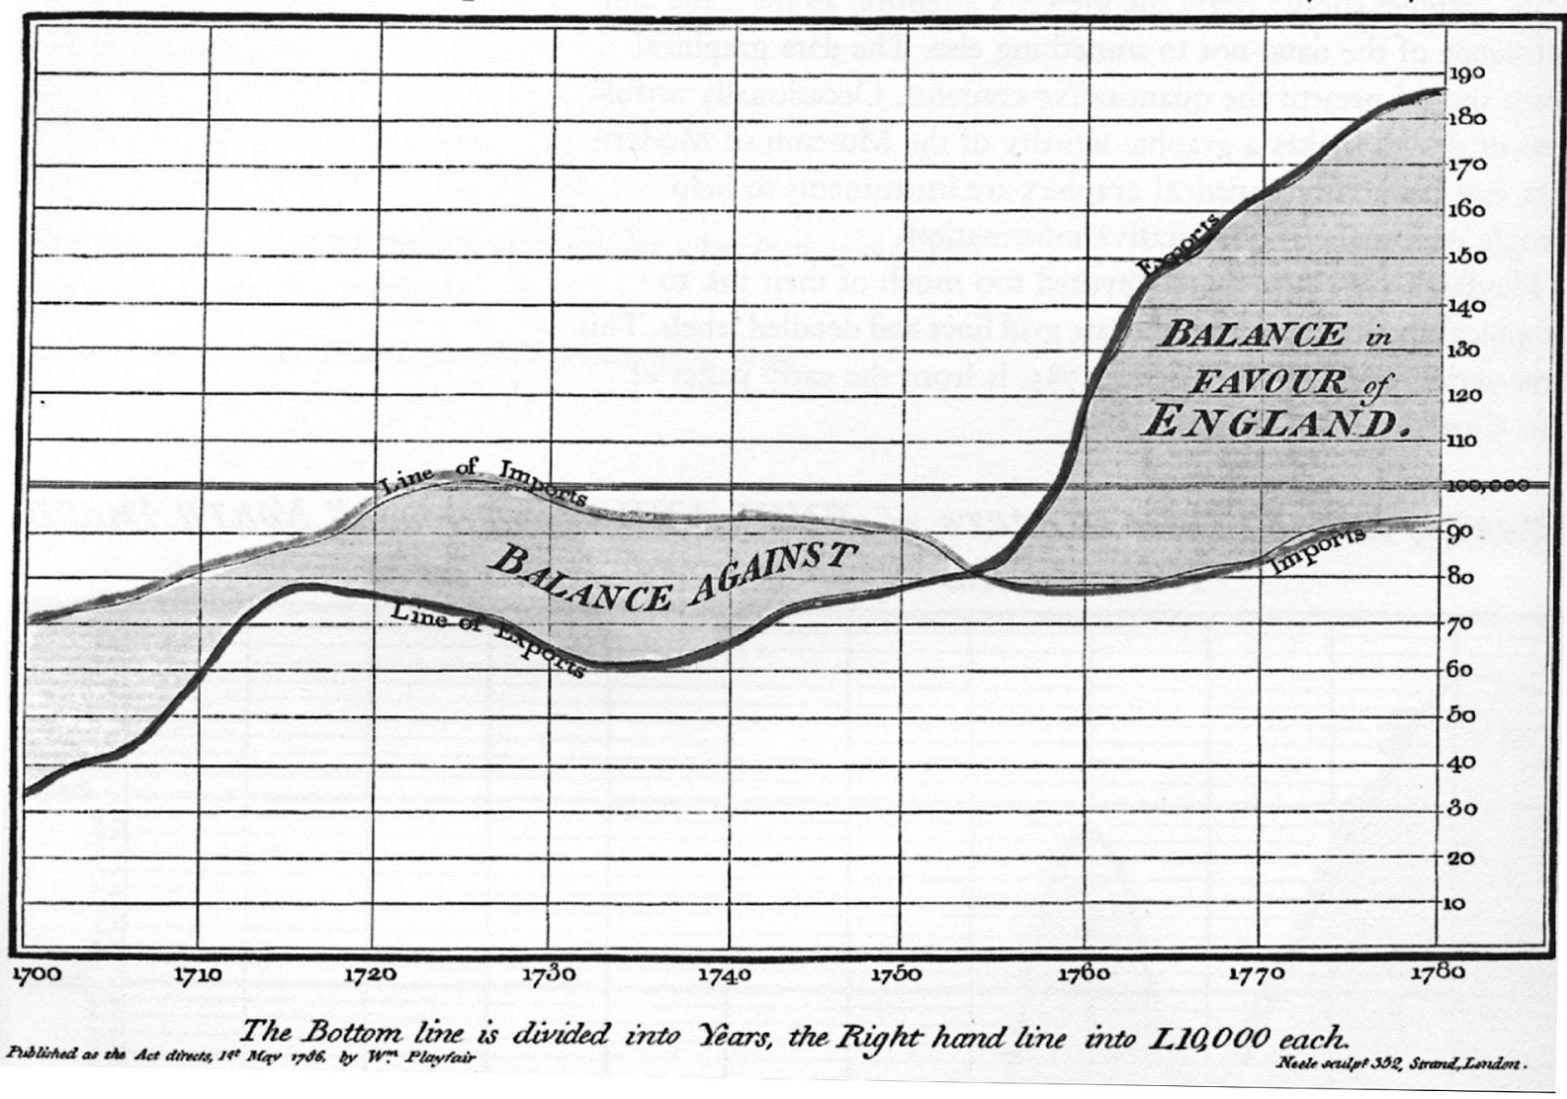 190
180
170
160
150
140
130
120
110
100,000
90
80
70
60
50
40
30
20
10
Exports
BALANCE in
FAVOUR of
ENGLAND.
Line of Imports
BALANCE AGAINST
Imports
Line of Exports
1700 1710 1720 1730 1740 1750 1760 1770 1780
The Bottom line is divided into Years, the Right hand line into L10,000 each.
Published as the Act directs, 1st May 1786, by Wm Playfair
Neele sculpt 352, Strand, London.